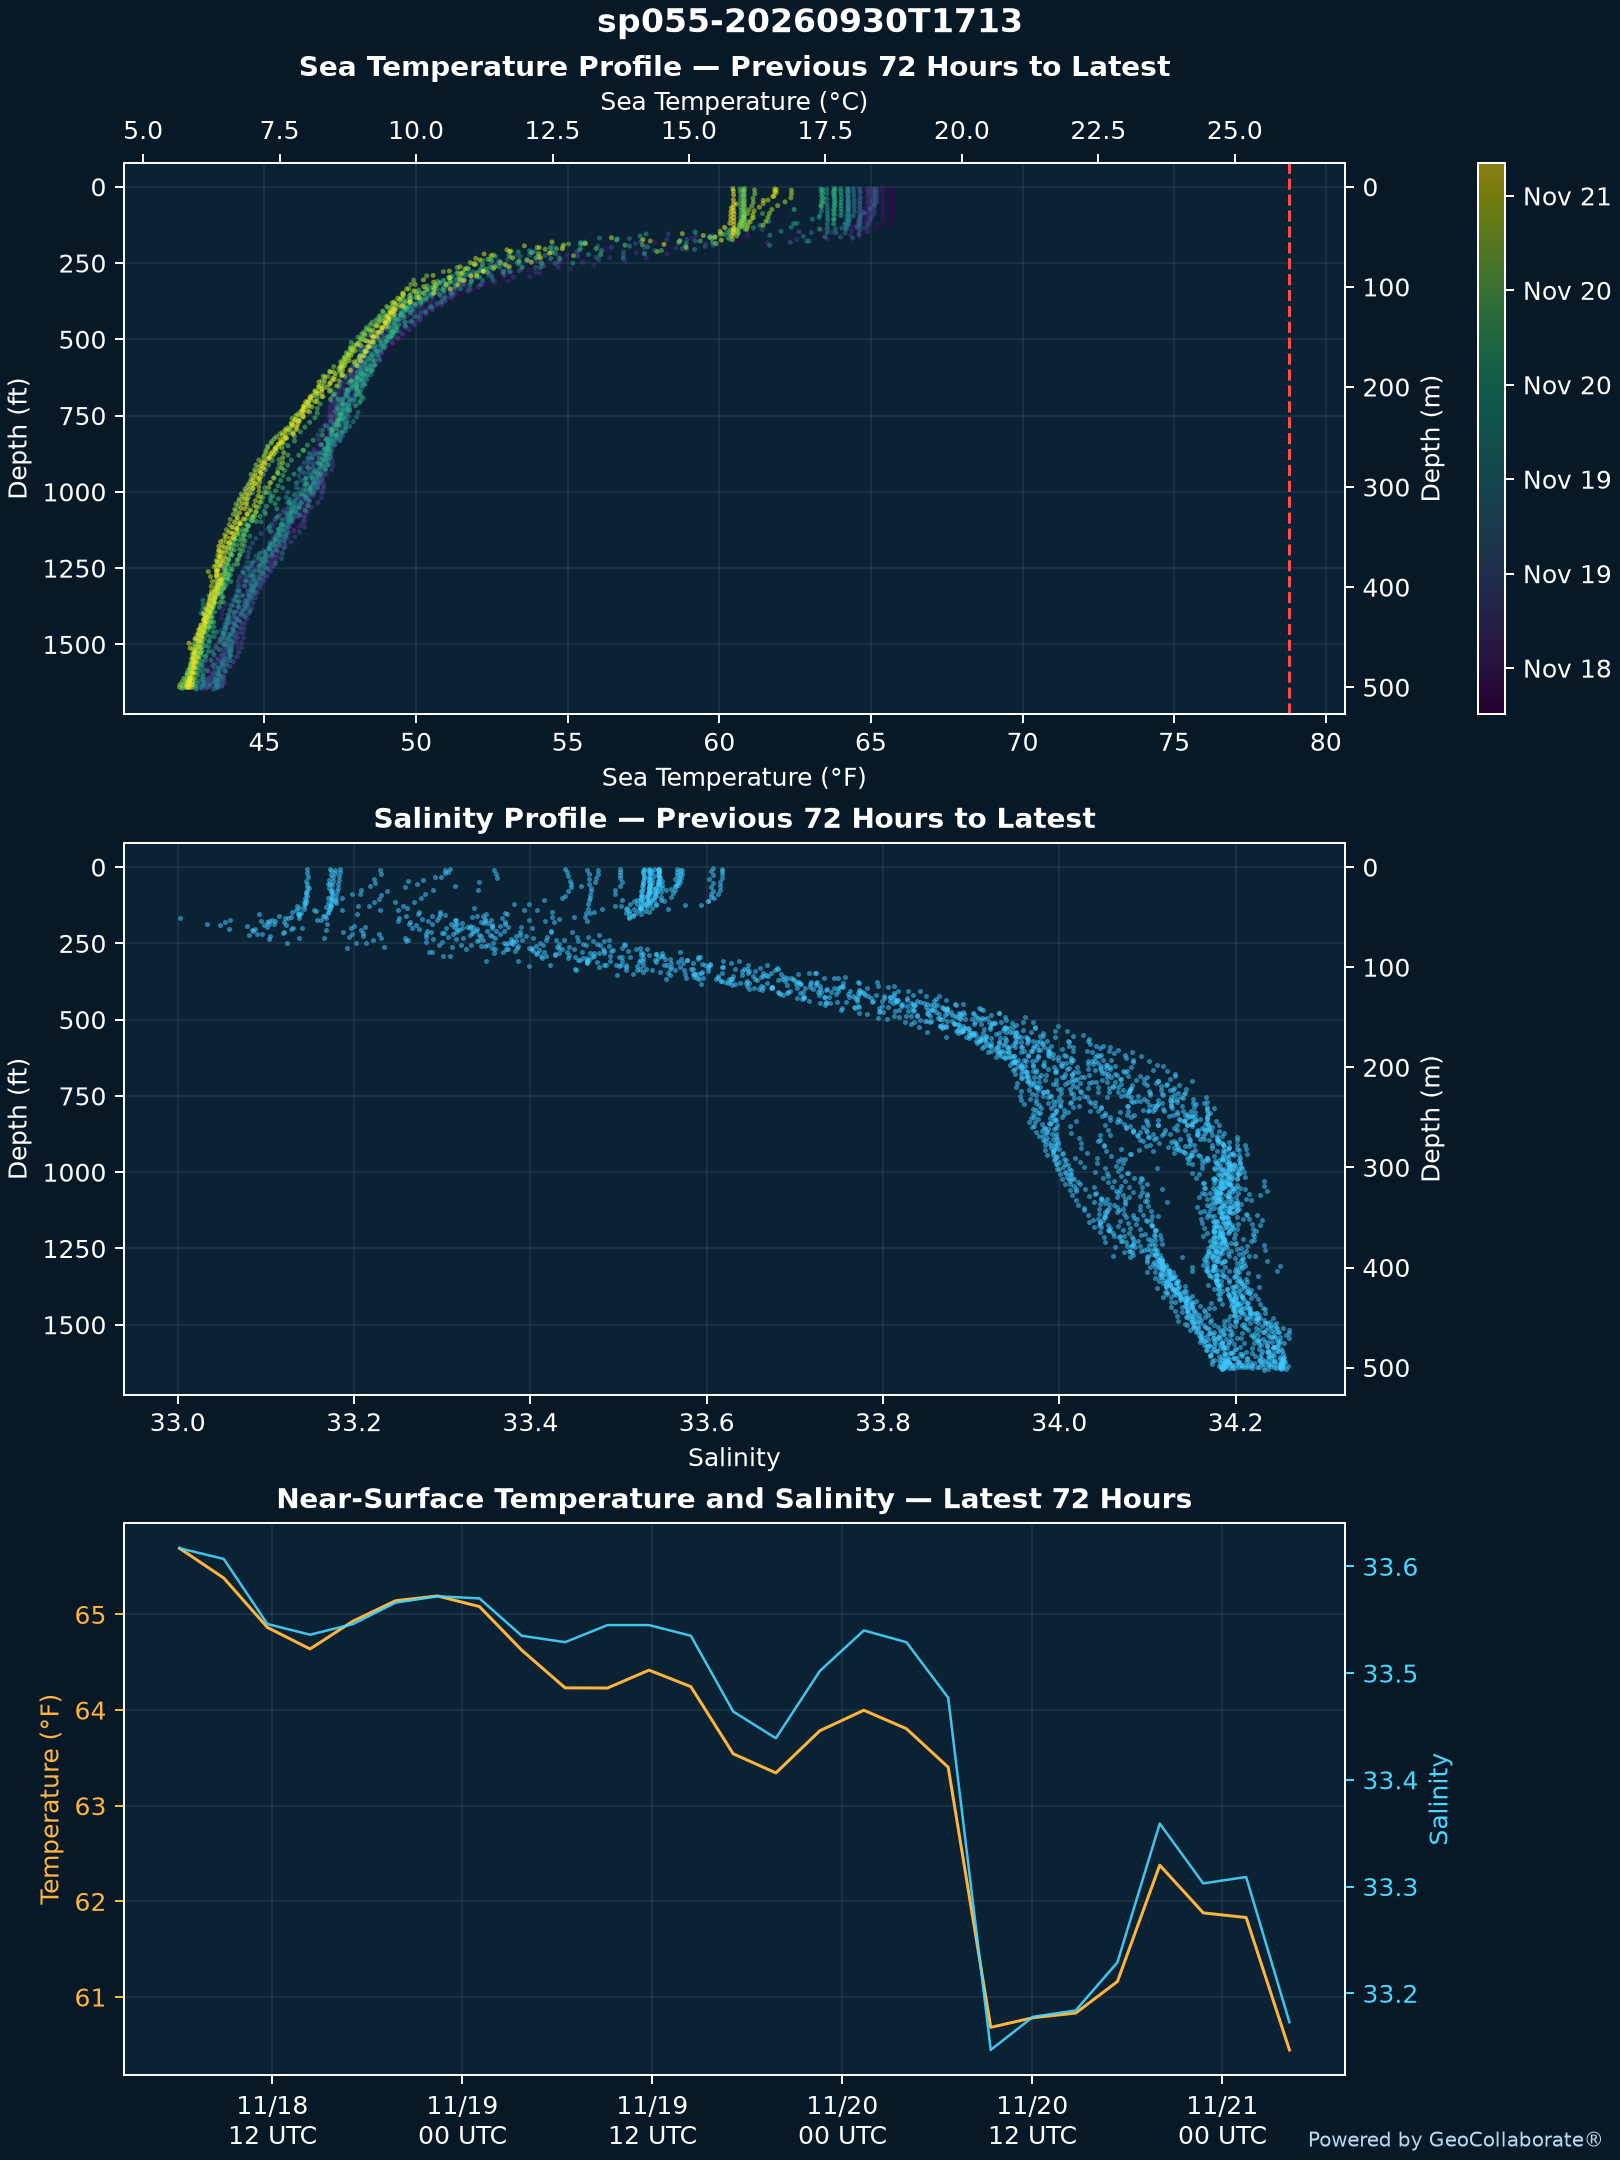 sp055-20260930T1713
Sea Temperature Profile — Previous 72 Hours to Latest
Sea Temperature (°C)
5.0 7.5 10.0 12.5 15.0 17.5 20.0 22.5 25.0
Depth (ft)
0
250
500
750
1000
1250
1500
0
100
200
300
400
500
Depth (m)
45 50 55 60 65 70 75 80
Sea Temperature (°F)
Nov 21
Nov 20
Nov 20
Nov 19
Nov 19
Nov 18
Salinity Profile — Previous 72 Hours to Latest
Depth (ft)
0
250
500
750
1000
1250
1500
0
100
200
300
400
500
Depth (m)
33.0 33.2 33.4 33.6 33.8 34.0 34.2
Salinity
Near-Surface Temperature and Salinity — Latest 72 Hours
Temperature (°F)
65
64
63
62
61
33.6
33.5
33.4
33.3
33.2
Salinity
11/18 11/19 11/19 11/20 11/20 11/21
12 UTC 00 UTC 12 UTC 00 UTC 12 UTC 00 UTC
Powered by GeoCollaborate®